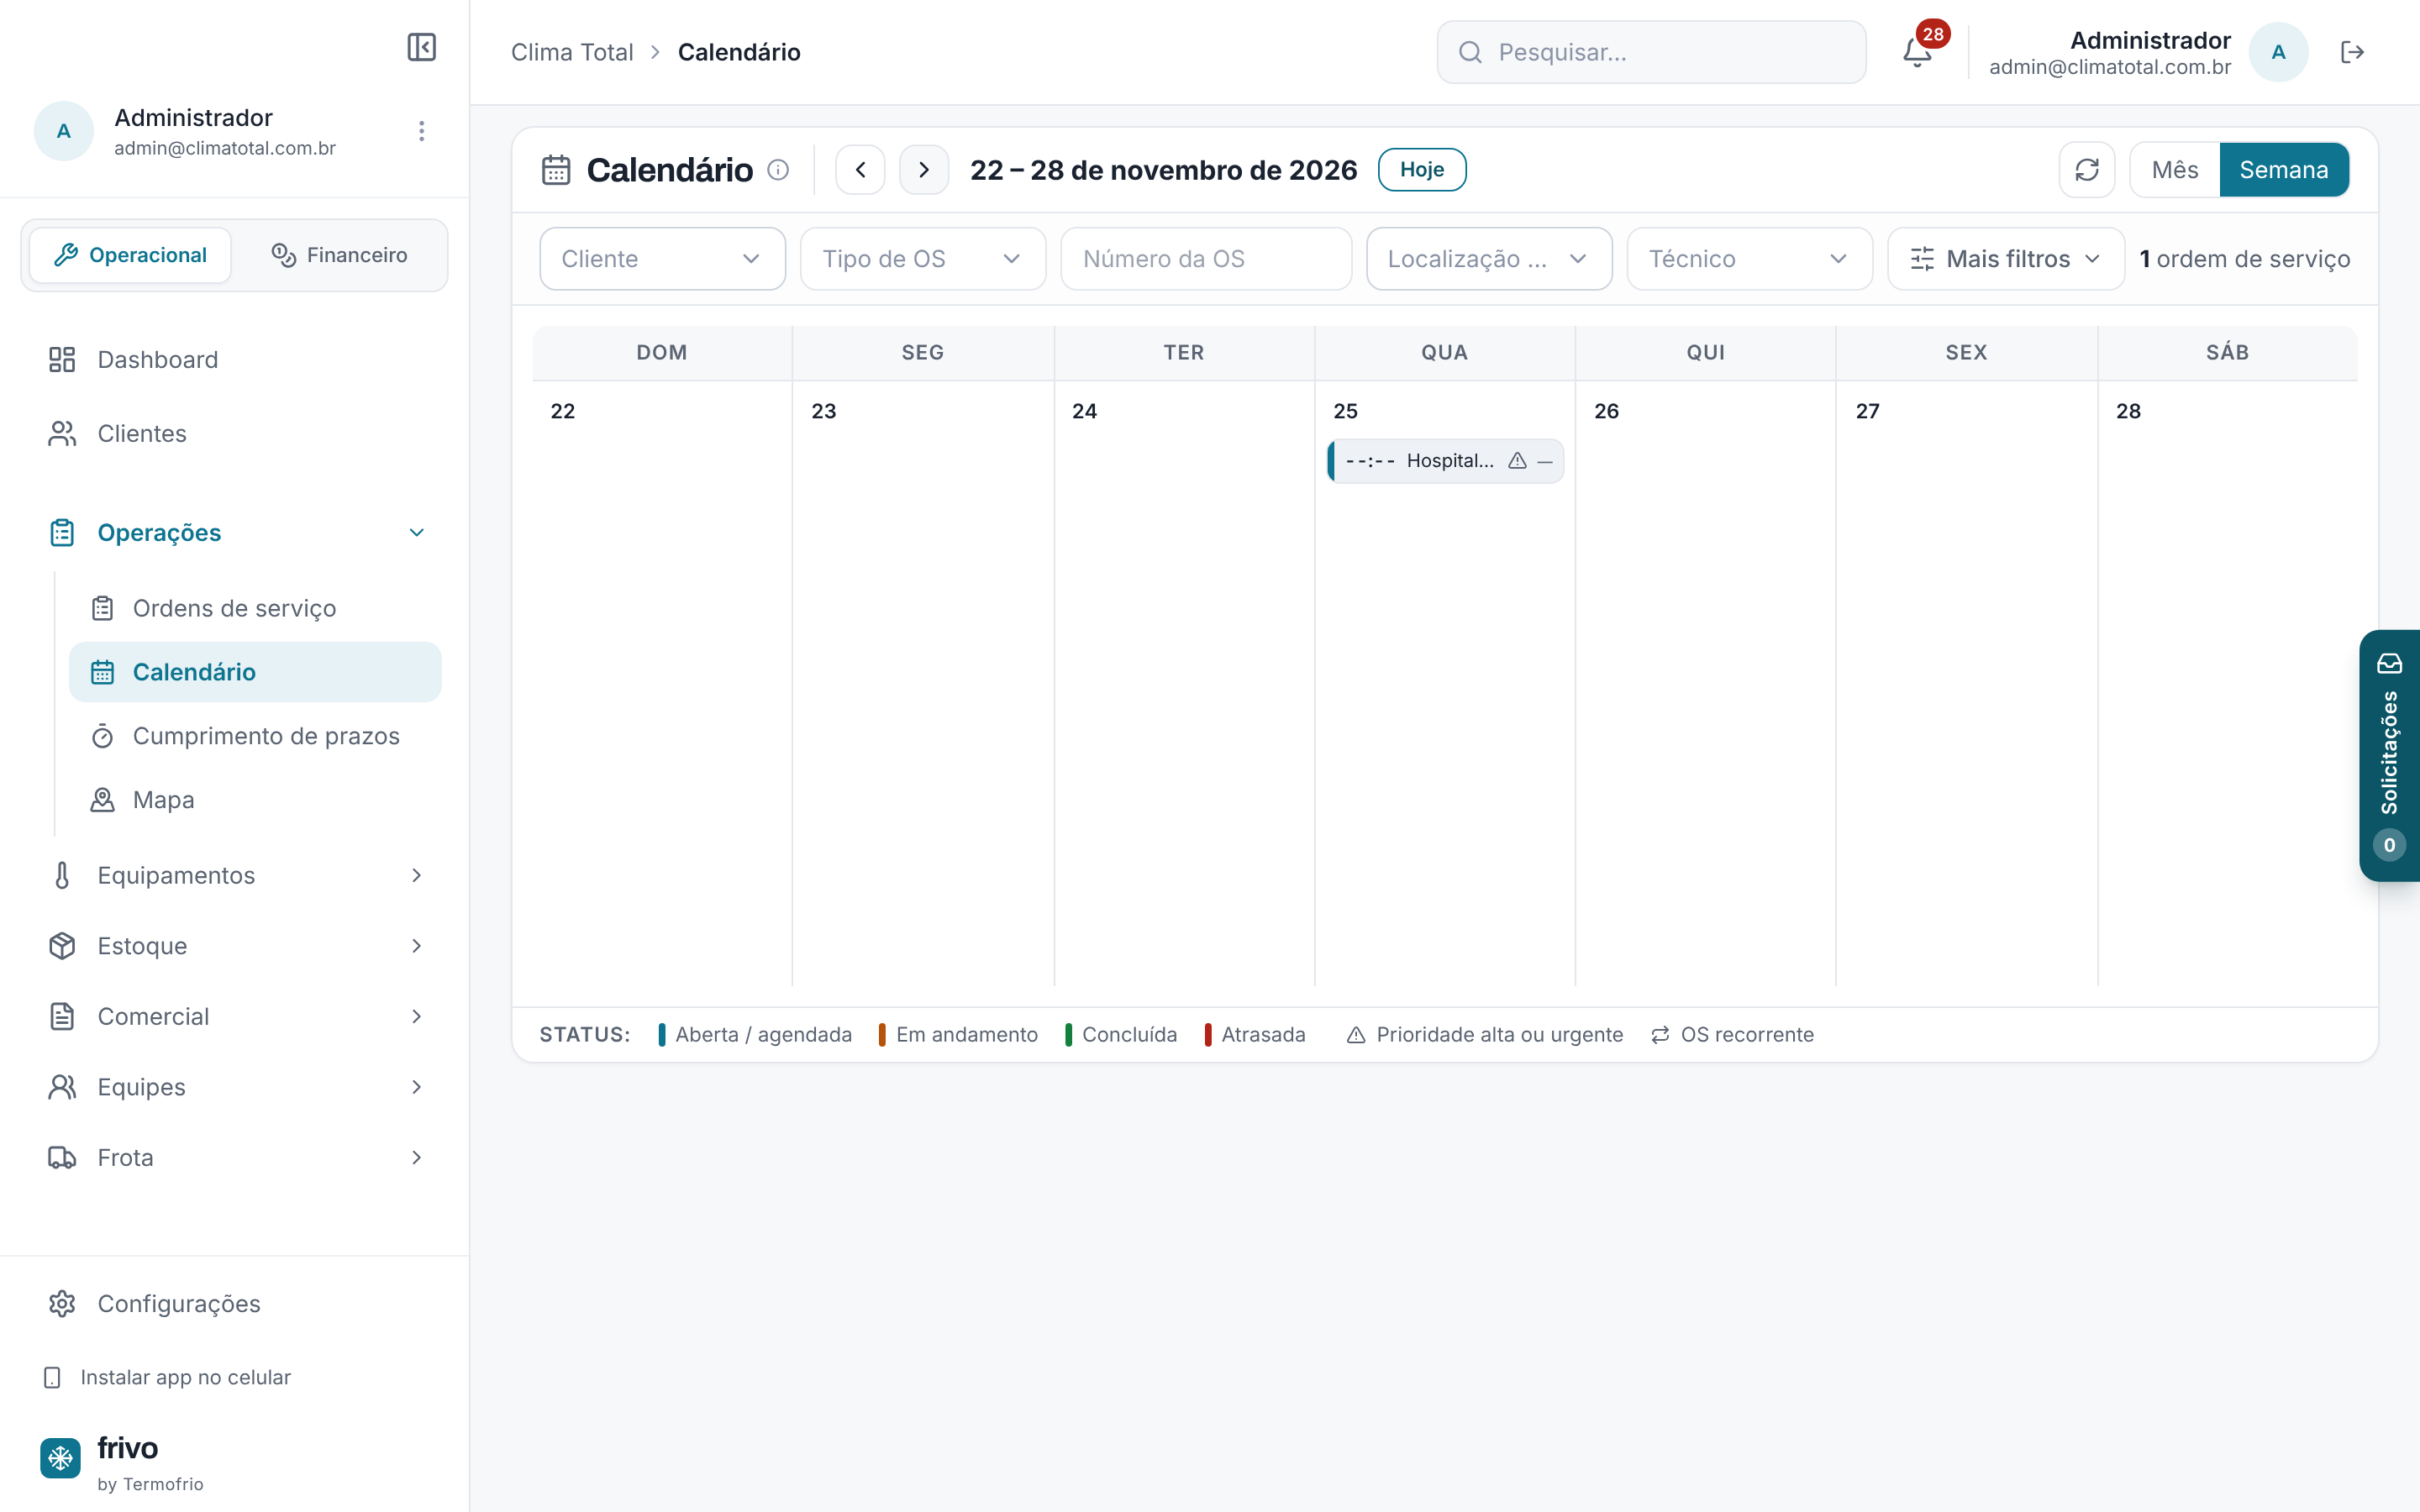 Clima Total > Calendário
Pesquisar...
28
Administrador
admin@climatotal.com.br
A
A
Administrador
admin@climatotal.com.br
Operacional
Financeiro
Dashboard
Clientes
Operações
Ordens de serviço
Calendário
Cumprimento de prazos
Mapa
Equipamentos
Estoque
Comercial
Equipes
Frota
Configurações
Instalar app no celular
frivo
by Termofrio
Calendário
22 – 28 de novembro de 2026
Hoje
Mês
Semana
Cliente
Tipo de OS
Número da OS
Localização ...
Técnico
Mais filtros
1 ordem de serviço
DOM SEG TER QUA QUI SEX SÁB
22 23 24 25 26 27 28
--:-- Hospital... —
STATUS: Aberta / agendada Em andamento Concluída Atrasada Prioridade alta ou urgente OS recorrente
Solicitações
0